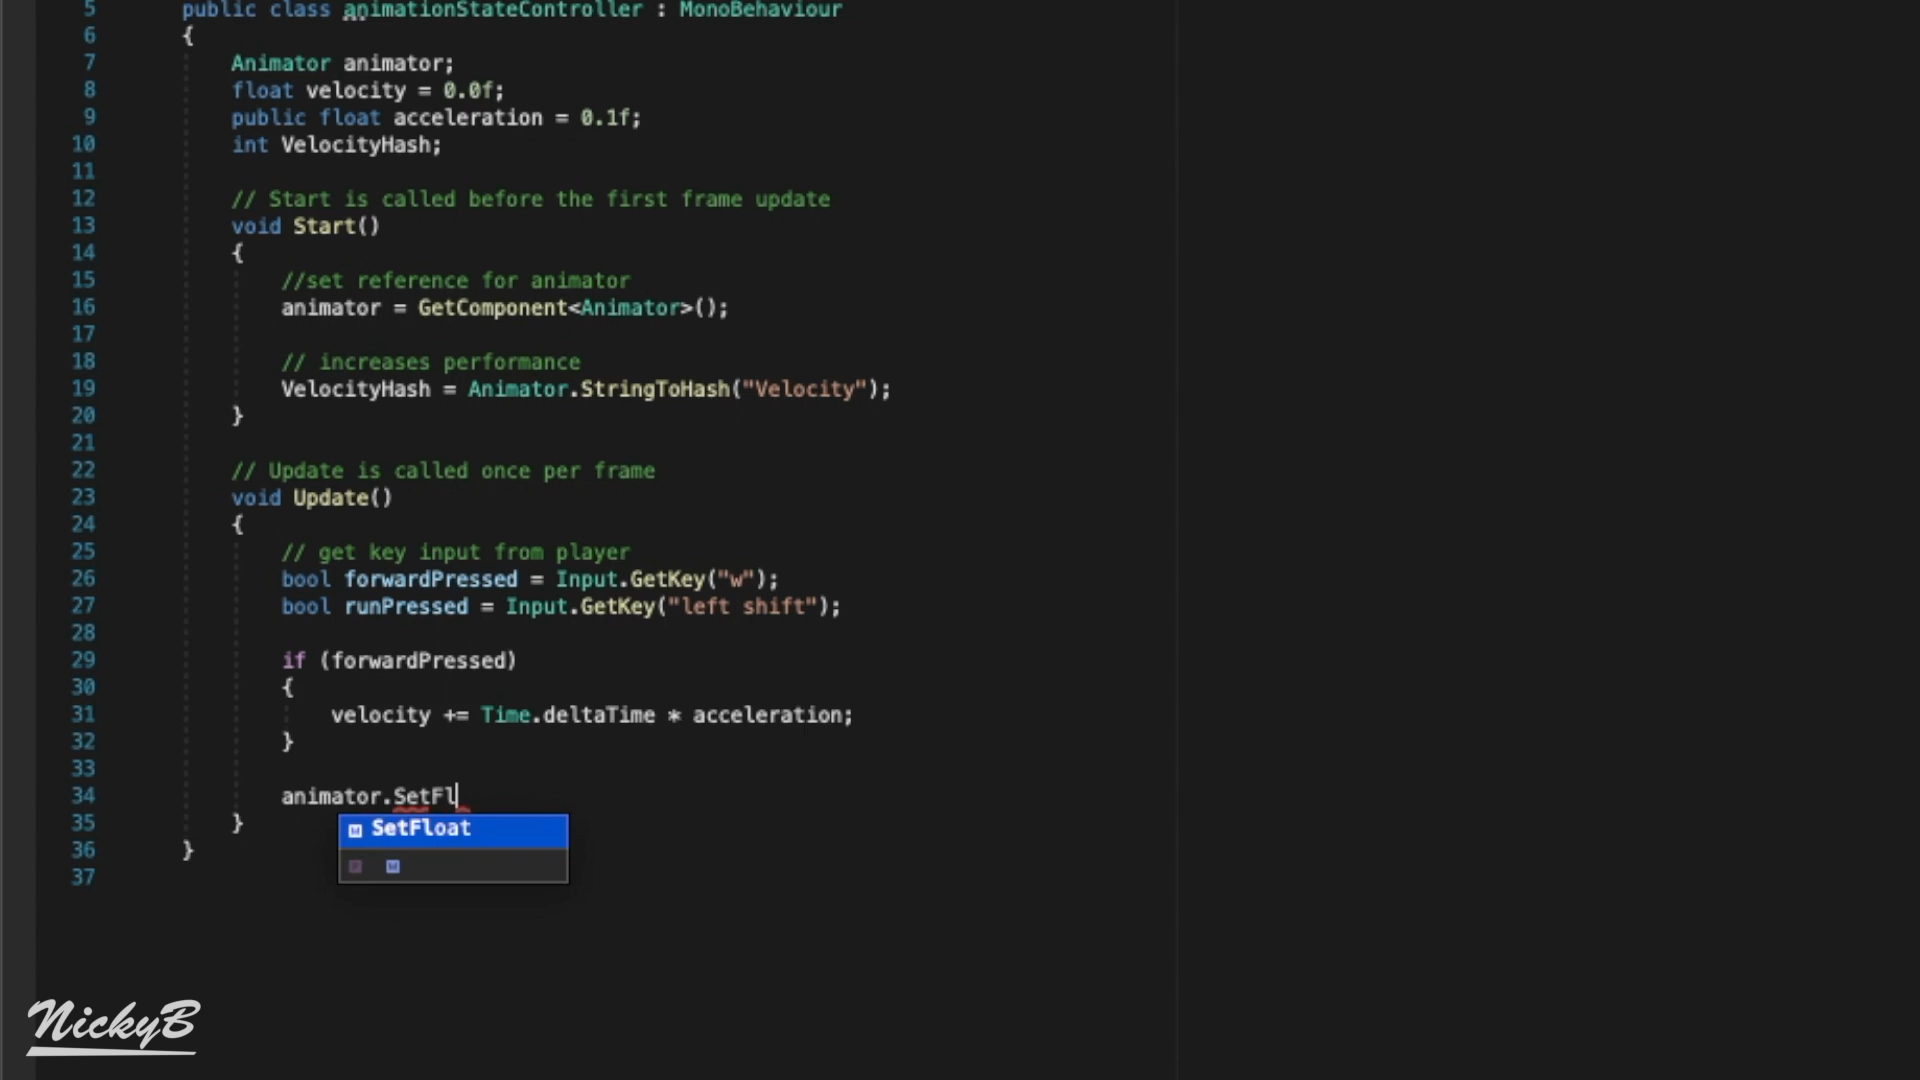 5 public class animationStateController : MonoBehaviour
6 {
7 Animator animator;
8 float velocity = 0.0f;
9 public float acceleration = 0.1f;
10 int VelocityHash;
11
12 // Start is called before the first frame update
13 void Start()
14 {
15 //set reference for animator
16 animator = GetComponent<Animator>();
17
18 // increases performance
19 VelocityHash = Animator.StringToHash("Velocity");
20 }
21
22 // Update is called once per frame
23 void Update()
24 {
25 // get key input from player
26 bool forwardPressed = Input.GetKey("w");
27 bool runPressed = Input.GetKey("left shift");
28
29 if (forwardPressed)
30 {
31 velocity += Time.deltaTime * acceleration;
32 }
33
34 animator.SetFl
35 }
SetFloat
36 }
37
NickyB